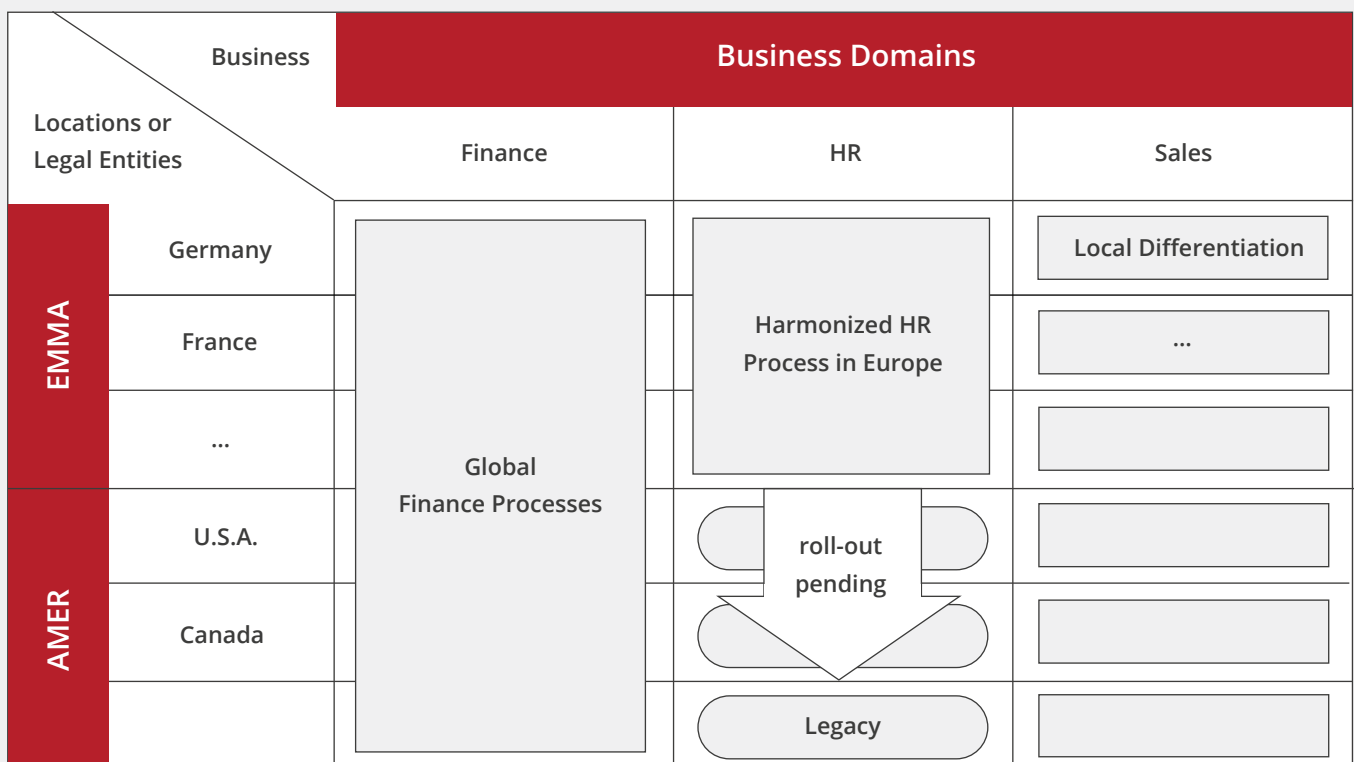 Business
Business Domains
Locations or
Legal Entities
Finance
HR
Sales
EMMA
Germany
Local Differentiation
France
Harmonized HR
Process in Europe
...
...
Global
Finance Processes
AMER
U.S.A.
roll-out
pending
Canada
Legacy